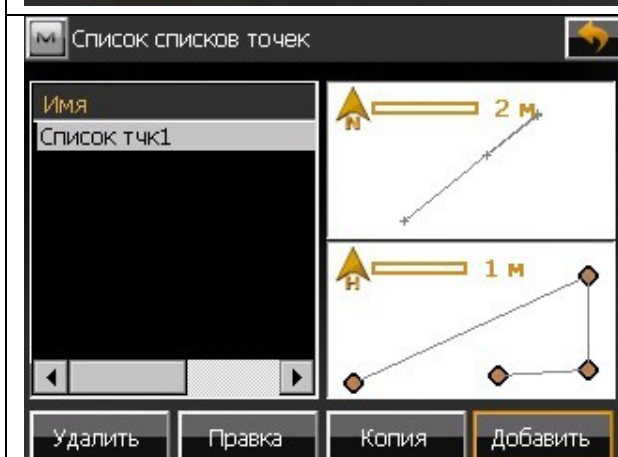 Список списков точек
Имя
Список тчк1
N
2 м
H
1 м
Удалить
Правка
Копия
Добавить